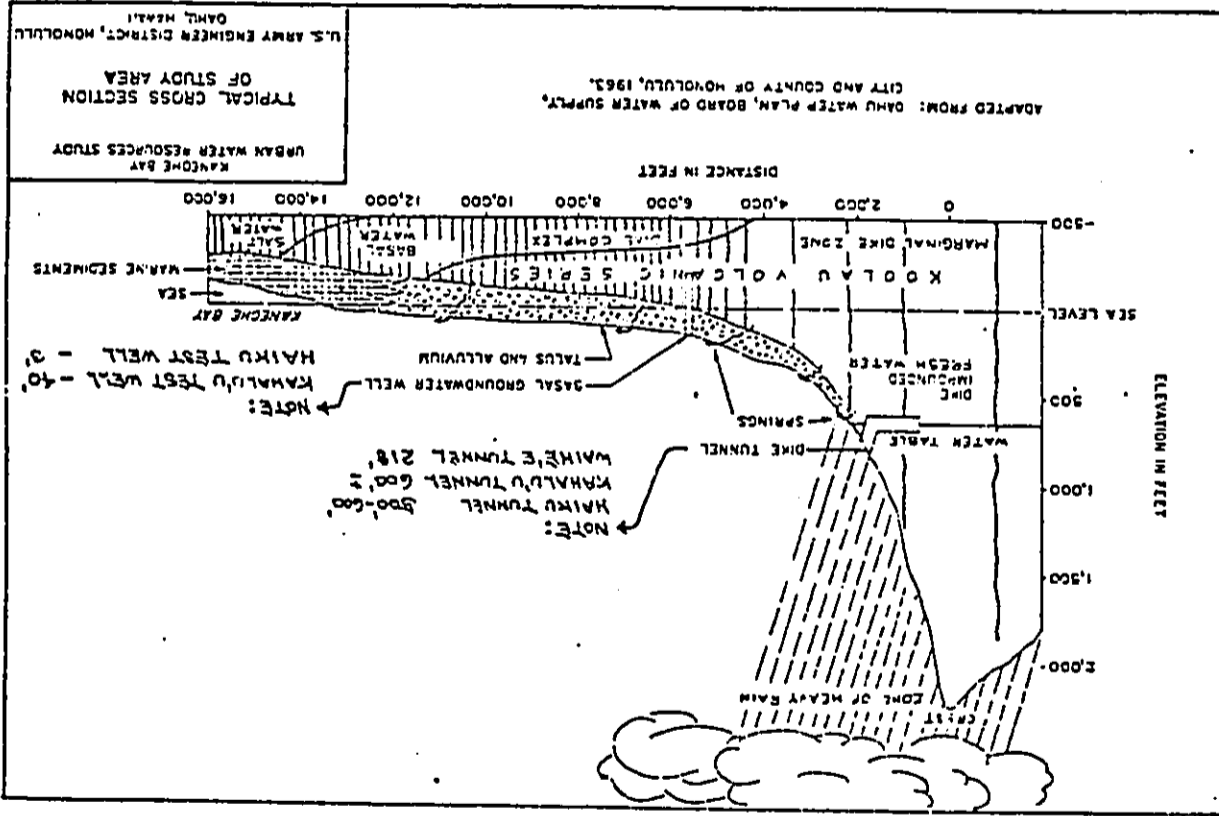 CREST
ZONE OF HEAVY RAIN
ELEVATION IN FEET
2,000
1,500
1,000
500
SEA LEVEL
-500
NOTE:
HAIKU TUNNEL
KAHALU'U TUNNEL 600' ±
WAIHE'E TUNNEL 218'
DIKE TUNNEL
WATER TABLE
SPRINGS
DIKE
IMPOUNDED
FRESH WATER
NOTE:
KAHALU'U TEST WELL - 40'
HAIKU TEST WELL - 3'
BASAL GROUNDWATER WELL
TALUS AND ALLUVIUM
KANEOHE BAY
SEA
MARINE SEDIMENTS
KOOLAU VOLCANIC SERIES
MARGINAL DIKE ZONE
COMPLEX
BASAL
WATER
SALT
WATER
0
2,000
4,000
6,000
8,000
10,000
12,000
14,000
16,000
DISTANCE IN FEET
ADAPTED FROM: OAHU WATER PLAN, BOARD OF WATER SUPPLY,
CITY AND COUNTY OF HONOLULU, 1963.
KANEOHE BAY
URBAN WATER RESOURCES STUDY
TYPICAL CROSS SECTION
OF STUDY AREA
U.S. ARMY ENGINEER DISTRICT, HONOLULU
OAHU, HAWAII